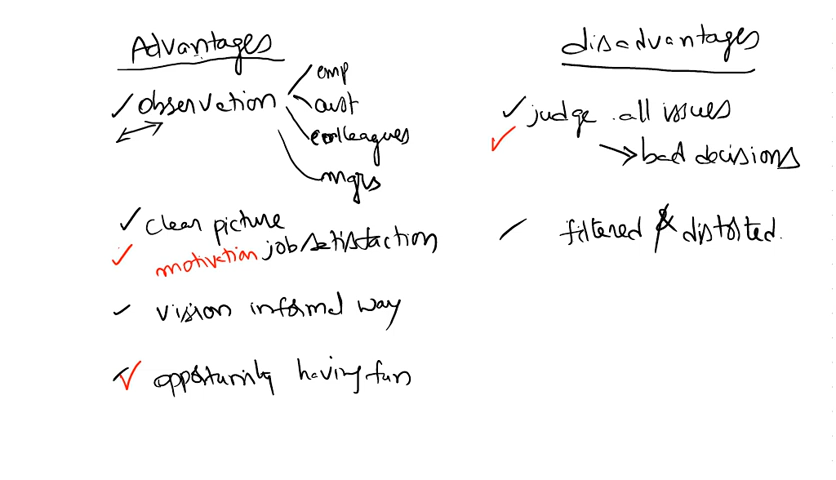 Advantages
✓ observation
emp
cust
colleagues
mgrs
✓ clear picture
✓ motivation job satisfaction
✓ vision informal way
✓ opportunity having fun
disadvantages
✓ judge all issues
→ bad decisions
filtered & distorted.